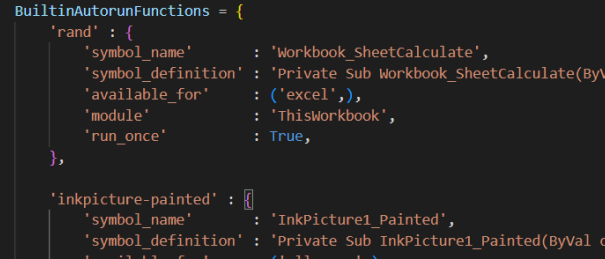 BuiltinAutorunFunctions = {
'rand' : {
'symbol_name' : 'Workbook_SheetCalculate',
'symbol_definition' : 'Private Sub Workbook_SheetCalculate(ByV
'available_for' : ('excel',),
'module' : 'ThisWorkbook',
'run_once' : True,
},
'inkpicture-painted' : {
'symbol_name' : 'InkPicture1_Painted',
'symbol_definition' : 'Private Sub InkPicture1_Painted(ByVal